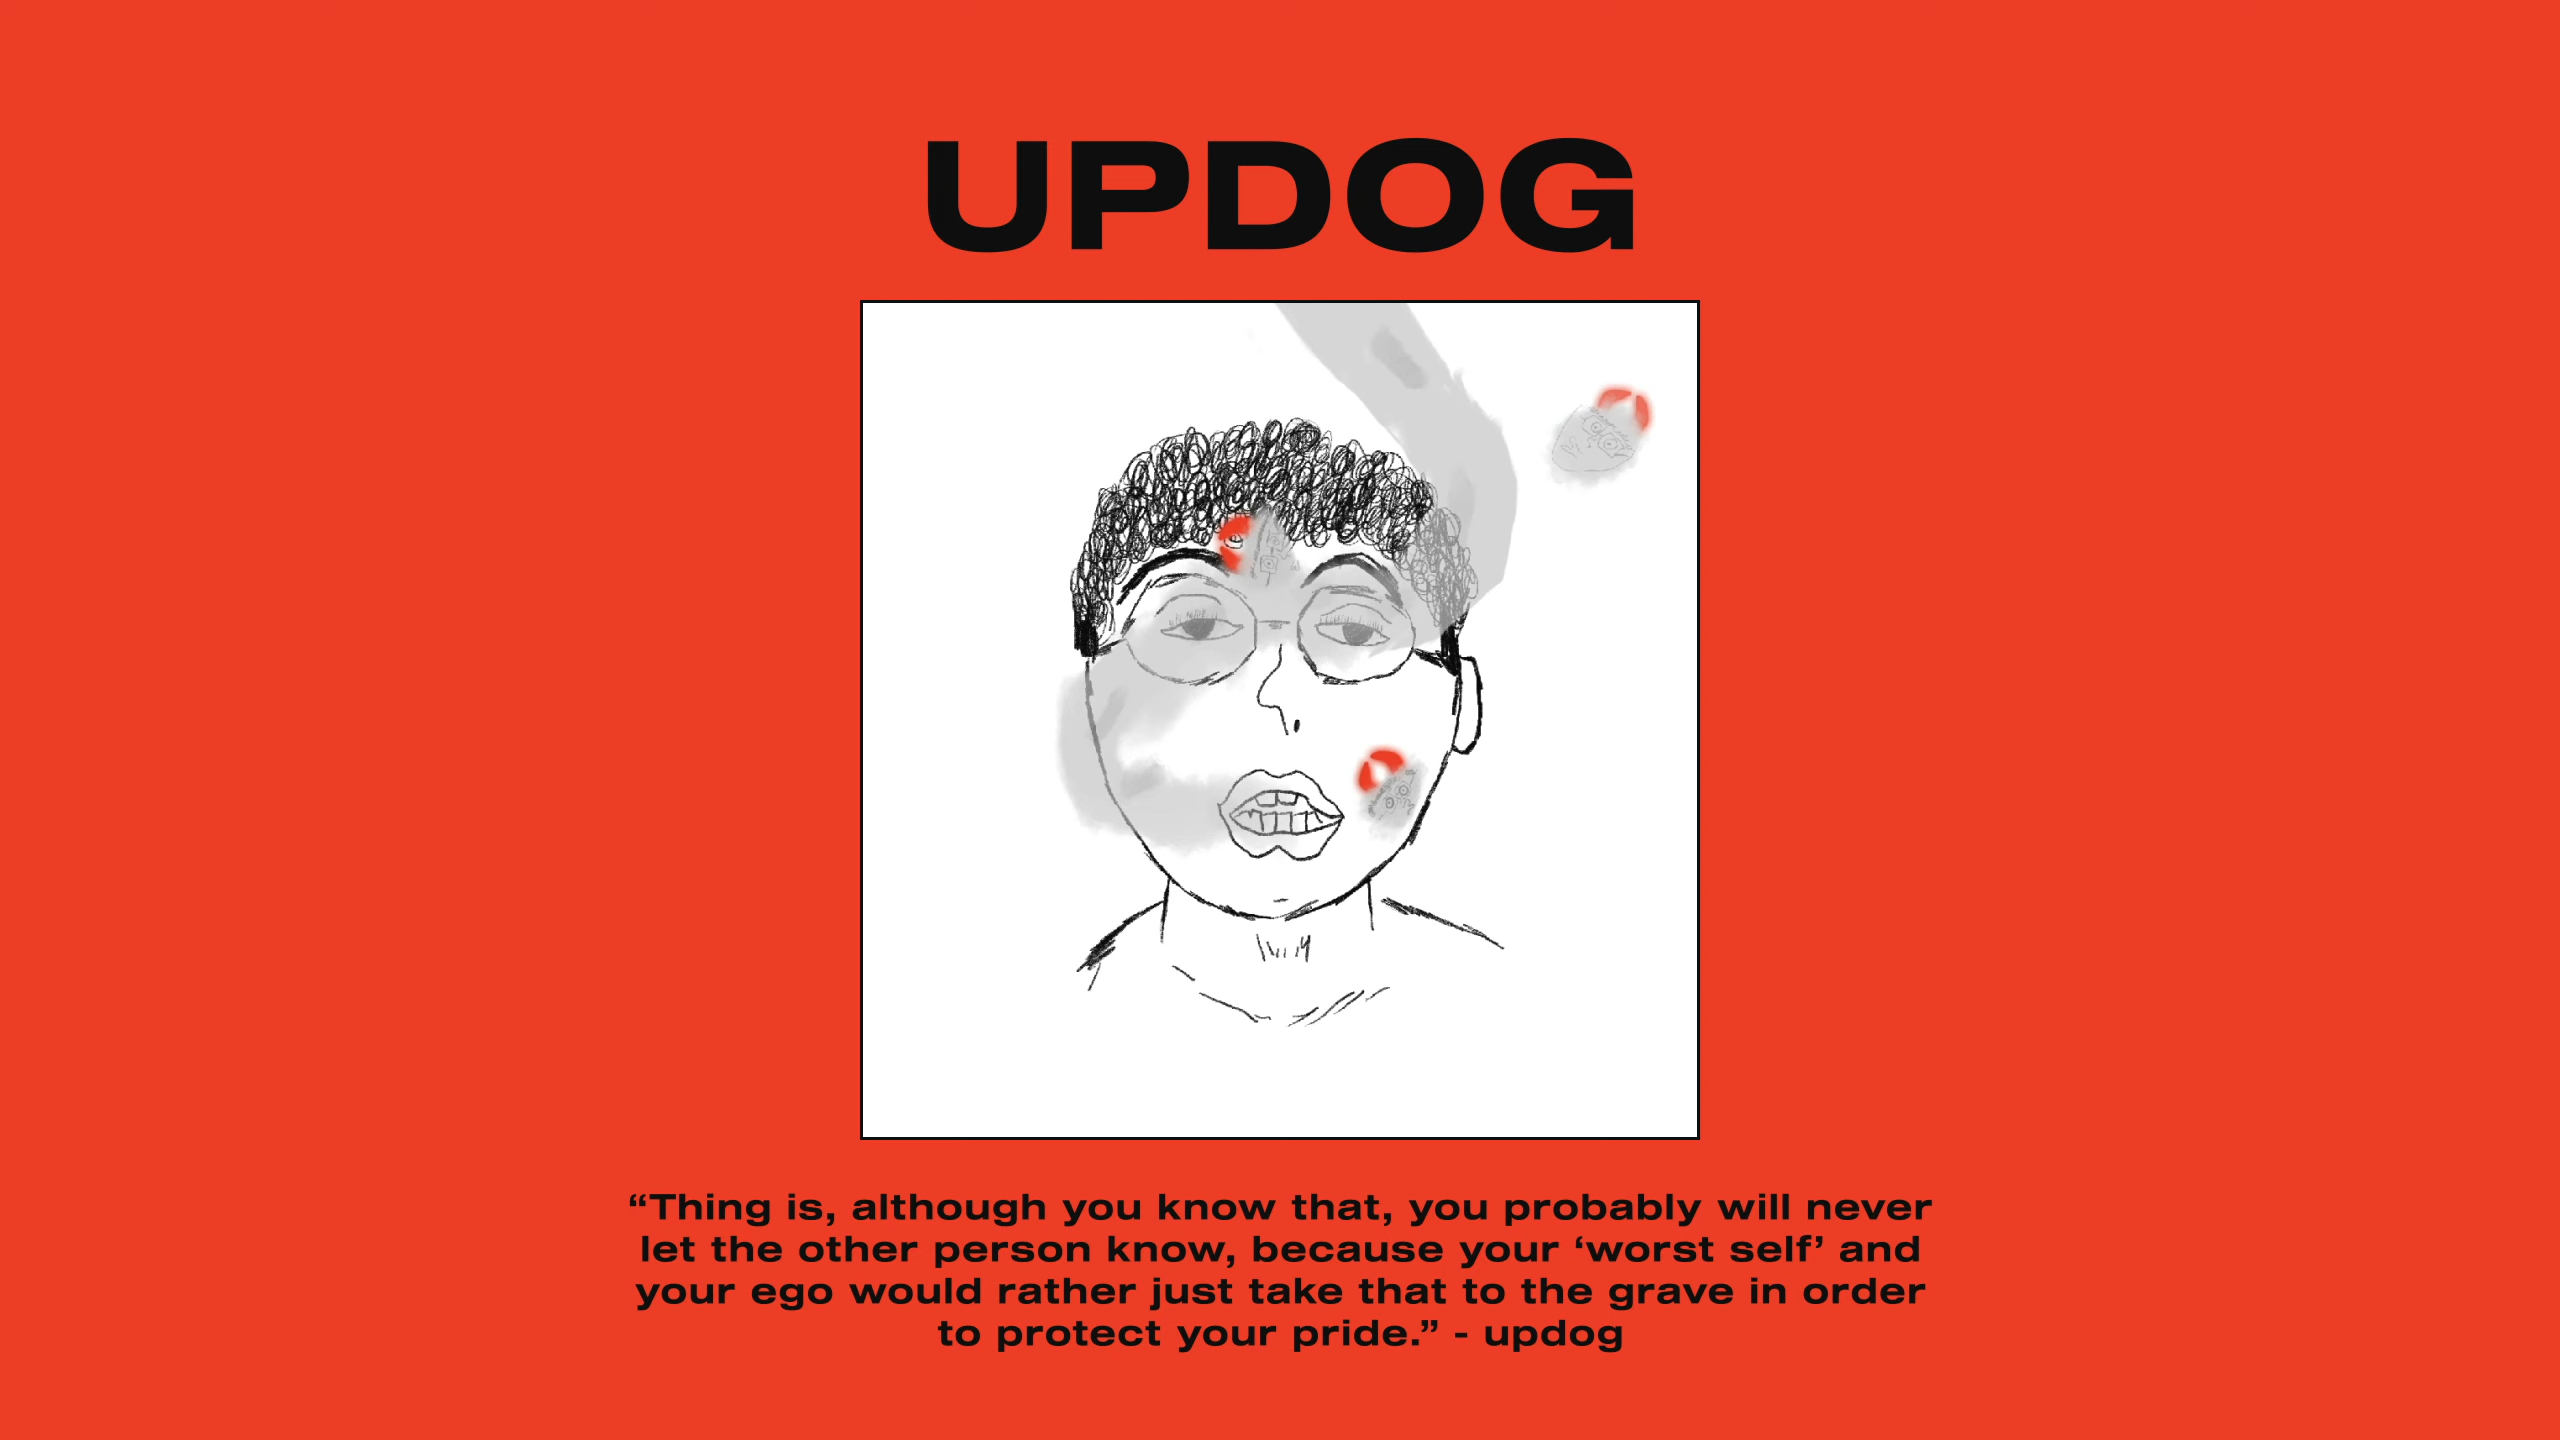 UPDOG
“Thing is, although you know that, you probably will never
let the other person know, because your ‘worst self’ and
your ego would rather just take that to the grave in order
to protect your pride.” - updog